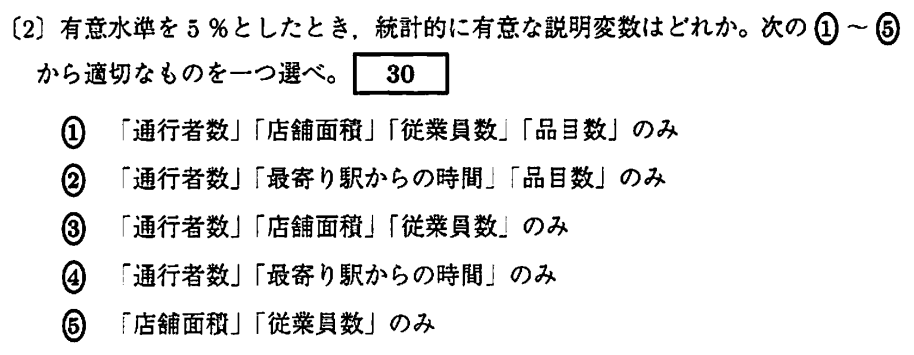 〔2〕 有意水準を5%としたとき，統計的に有意な説明変数はどれか。次の①～⑤
から適切なものを一つ選べ。 30
① 「通行者数」「店舗面積」「従業員数」「品目数」のみ
② 「通行者数」「最寄り駅からの時間」「品目数」のみ
③ 「通行者数」「店舗面積」「従業員数」のみ
④ 「通行者数」「最寄り駅からの時間」のみ
⑤ 「店舗面積」「従業員数」のみ